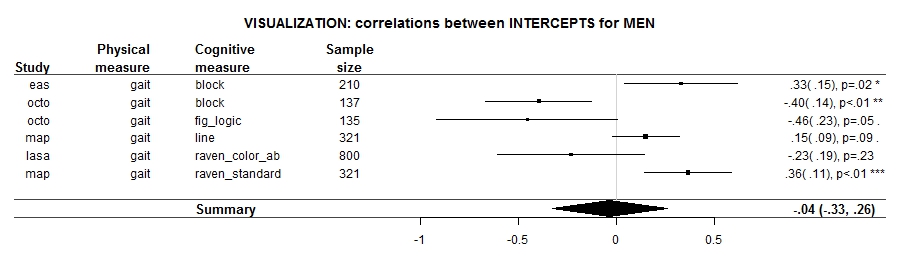 VISUALIZATION: correlations between INTERCEPTS for MEN
Physical Cognitive Sample
Study measure measure size
eas gait block 210 .33( .15), p=.02 *
octo gait block 137 -.40( .14), p<.01 **
octo gait fig_logic 135 -.46( .23), p=.05 .
map gait line 321 .15( .09), p=.09 .
lasa gait raven_color_ab 800 -.23( .19), p=.23
map gait raven_standard 321 .36( .11), p<.01 ***
Summary -.04 (-.33, .26)
-1 -0.5 0 0.5